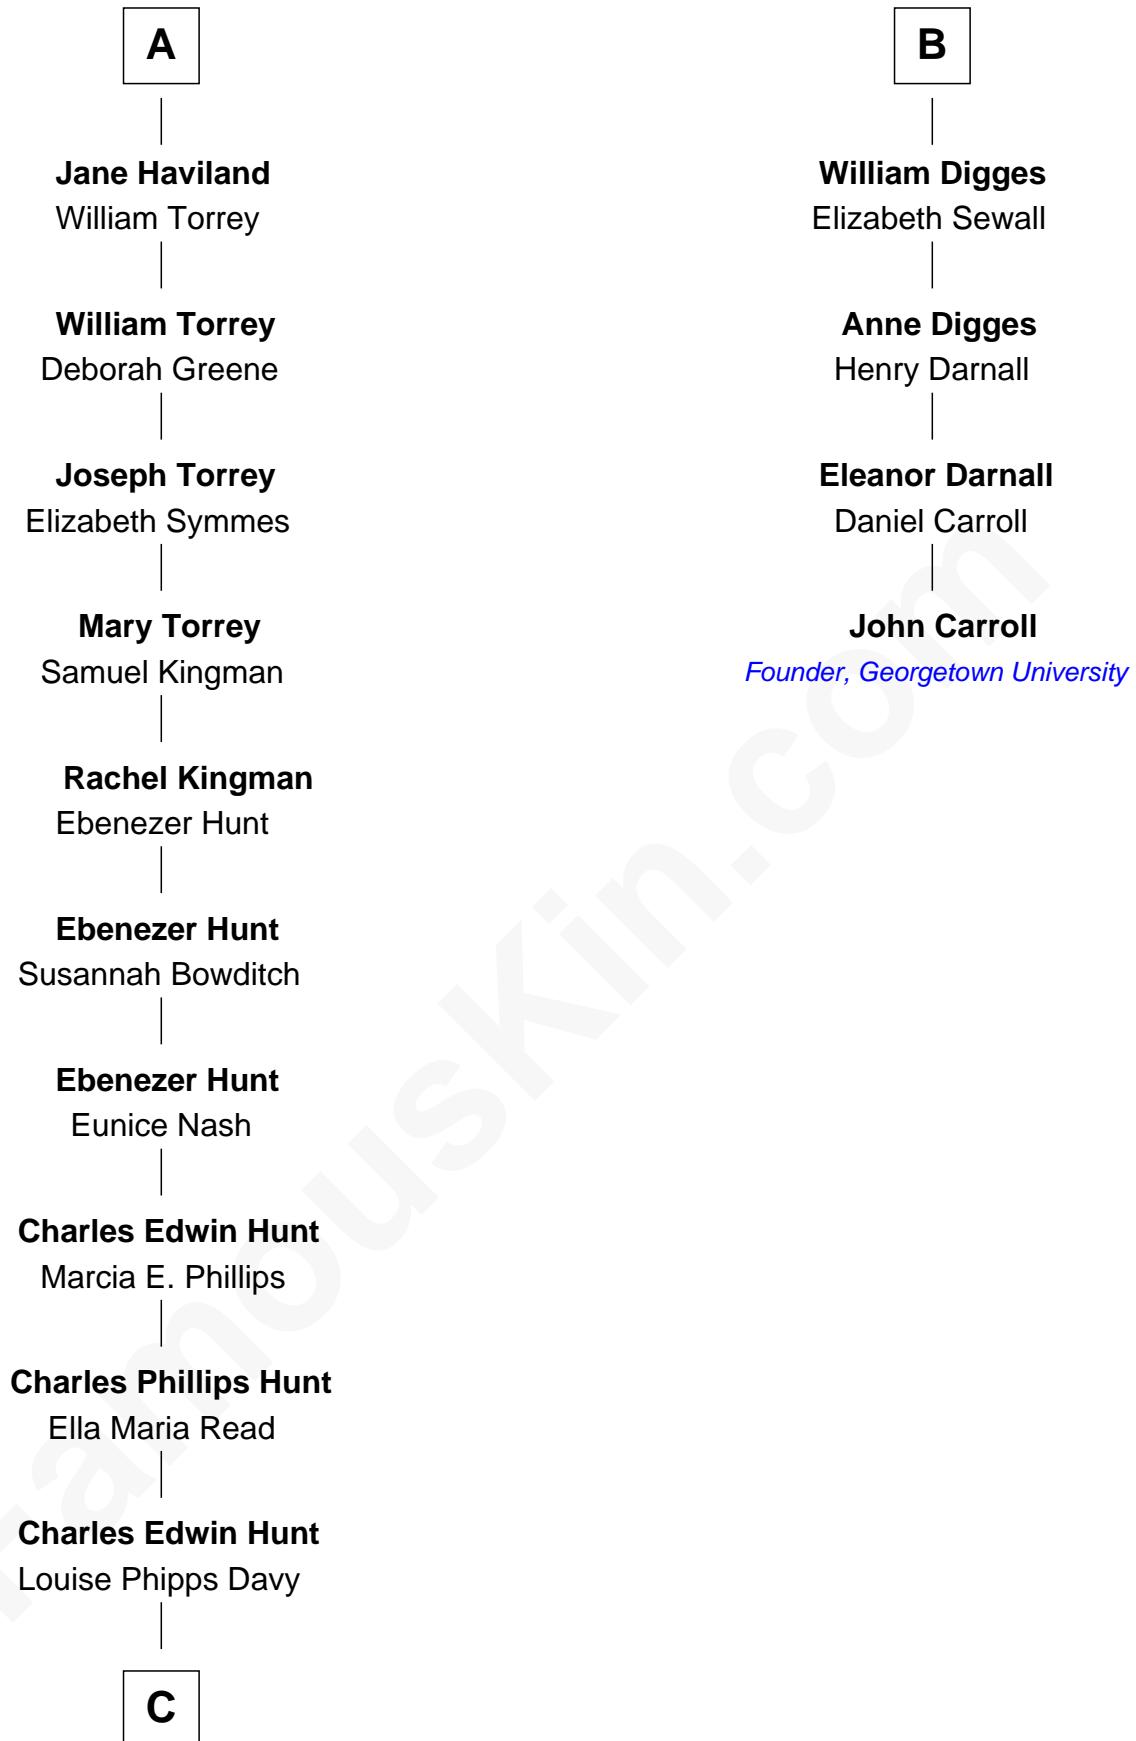 A
Jane Haviland
William Torrey
William Torrey
Deborah Greene
Joseph Torrey
Elizabeth Symmes
Mary Torrey
Samuel Kingman
Rachel Kingman
Ebenezer Hunt
Ebenezer Hunt
Susannah Bowditch
Ebenezer Hunt
Eunice Nash
Charles Edwin Hunt
Marcia E. Phillips
Charles Phillips Hunt
Ella Maria Read
Charles Edwin Hunt
Louise Phipps Davy
C
B
William Digges
Elizabeth Sewall
Anne Digges
Henry Darnall
Eleanor Darnall
Daniel Carroll
John Carroll
Founder, Georgetown University
FamousKin.com